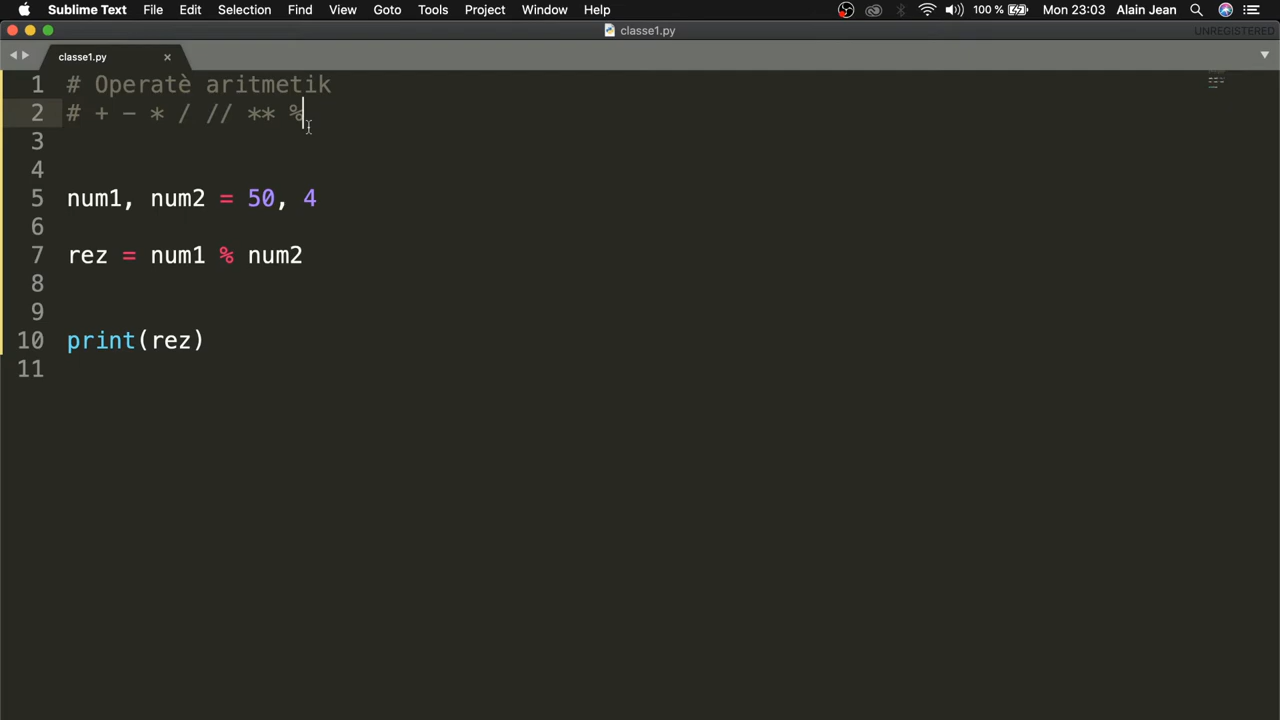 Sublime Text File Edit Selection Find View Goto Tools Project Window Help 100 % Mon 23:03 Alain Jean
classe1.py UNREGISTERED
classe1.py ×
1 # Operatè aritmetik
2 # + - * / // ** %
3
4
5 num1, num2 = 50, 4
6
7 rez = num1 % num2
8
9
10 print(rez)
11